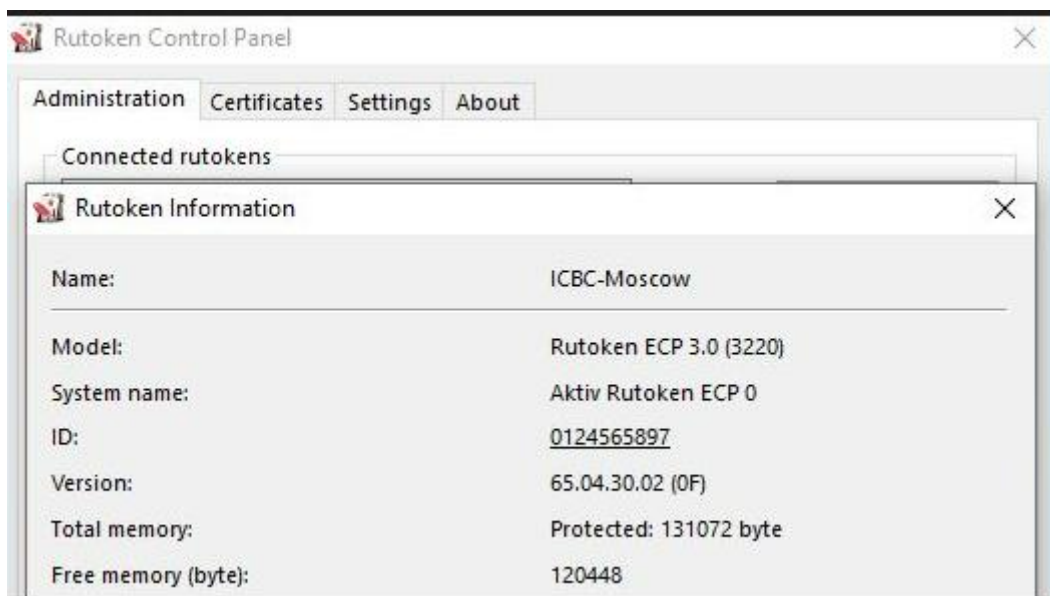 Rutoken Control Panel
Administration Certificates Settings About
Connected rutokens
Rutoken Information
Name: ICBC-Moscow
Model: Rutoken ECP 3.0 (3220)
System name: Aktiv Rutoken ECP 0
ID: 0124565897
Version: 65.04.30.02 (0F)
Total memory: Protected: 131072 byte
Free memory (byte): 120448